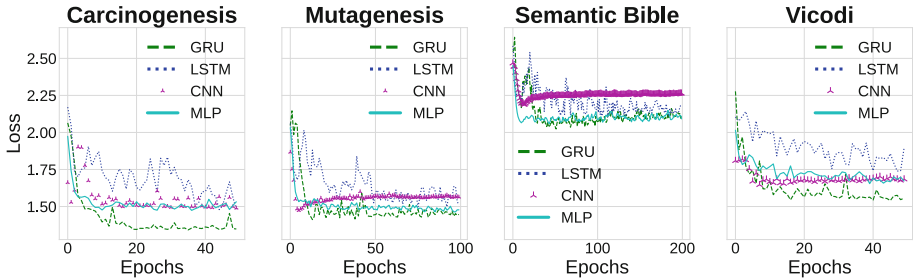 Carcinogenesis
Mutagenesis
Semantic Bible
Vicodi
Loss
2.50
2.25
2.00
1.75
1.50
GRU
LSTM
CNN
MLP
GRU
LSTM
CNN
MLP
GRU
LSTM
CNN
MLP
GRU
LSTM
CNN
MLP
0 20 40
0 50 100
0 100 200
0 20 40
Epochs
Epochs
Epochs
Epochs